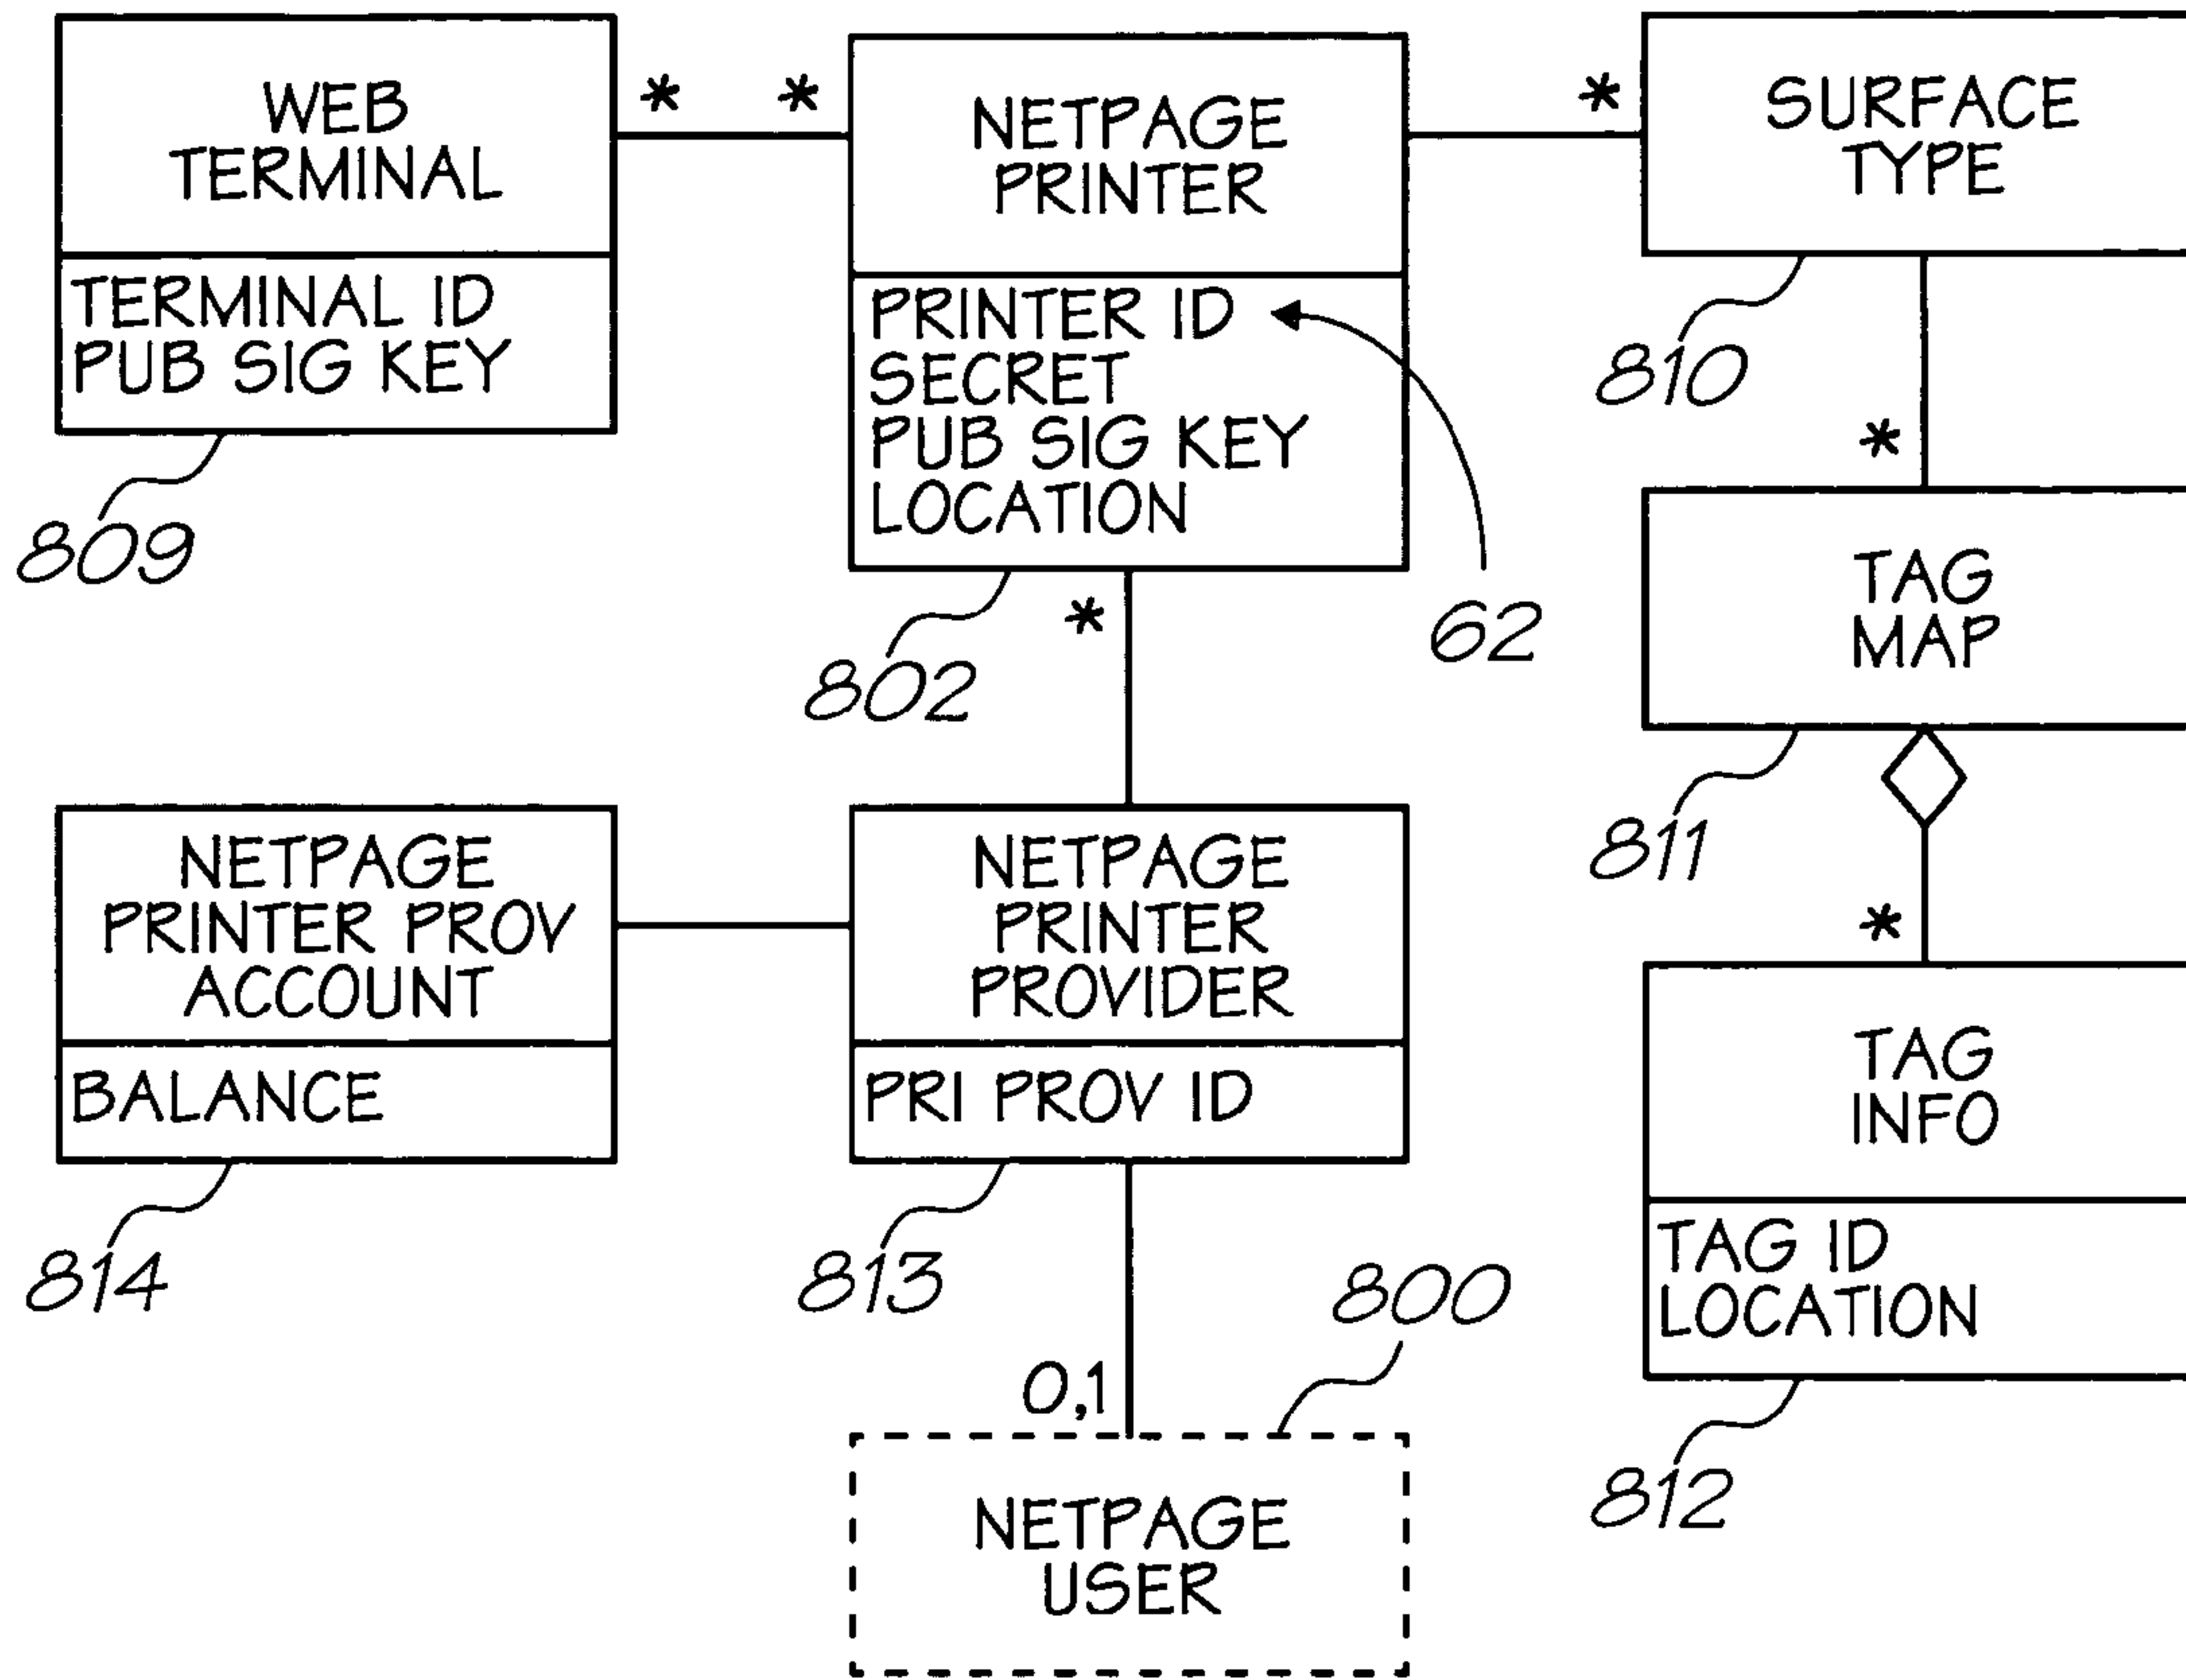 WEB
TERMINAL
TERMINAL ID
PUB SIG KEY
809
*
*
NETPAGE
PRINTER
PRINTER ID
SECRET
PUB SIG KEY
LOCATION
802
62
*
*
SURFACE
TYPE
810
*
TAG
MAP
811
*
TAG
INFO
TAG ID
LOCATION
812
NETPAGE
PRINTER PROV
ACCOUNT
BALANCE
814
NETPAGE
PRINTER
PROVIDER
PRI PROV ID
813
0,1
800
NETPAGE
USER